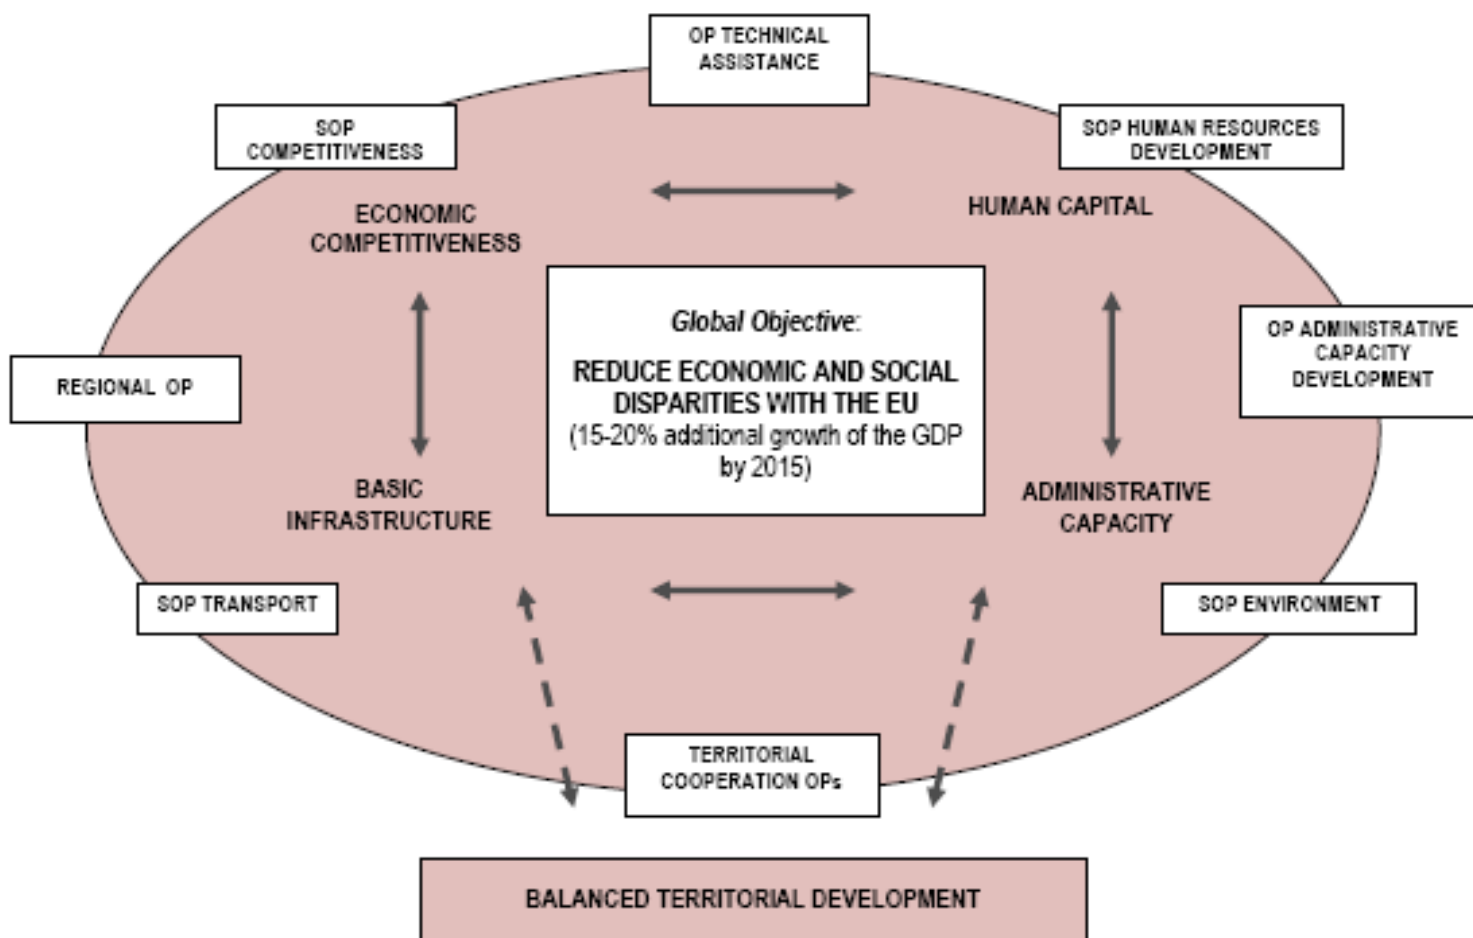 OP TECHNICAL
ASSISTANCE
SOP
COMPETITIVENESS
SOP HUMAN RESOURCES
DEVELOPMENT
ECONOMIC
COMPETITIVENESS
HUMAN CAPITAL
Global Objective:
REDUCE ECONOMIC AND SOCIAL
DISPARITIES WITH THE EU
(15-20% additional growth of the GDP
by 2015)
OP ADMINISTRATIVE
CAPACITY
DEVELOPMENT
REGIONAL OP
BASIC
INFRASTRUCTURE
ADMINISTRATIVE
CAPACITY
SOP TRANSPORT
SOP ENVIRONMENT
TERRITORIAL
COOPERATION OPs
BALANCED TERRITORIAL DEVELOPMENT